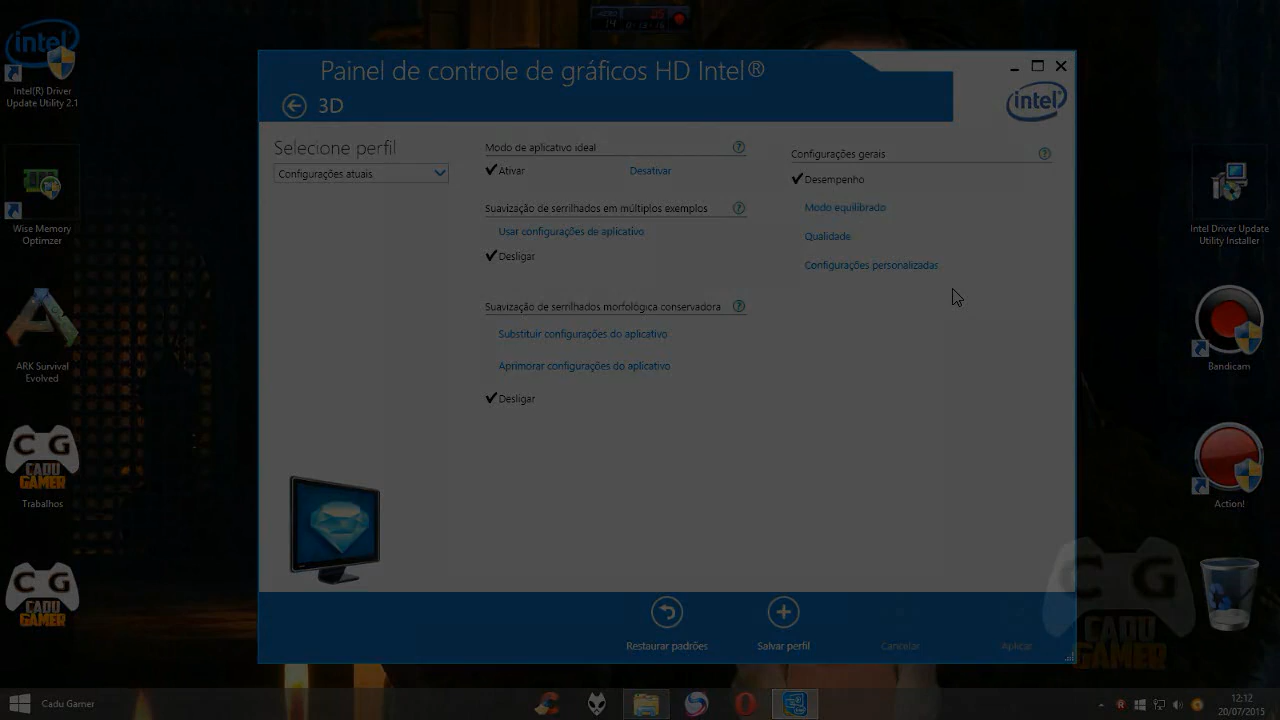 Painel de controle de gráficos HD Intel®
3D
intel
Selecione perfil
Configurações atuais
Modo de aplicativo ideal
Ativar
Desativar
Suavização de serrilhados em múltiplos exemplos
Usar configurações de aplicativo
Desligar
Suavização de serrilhados morfológica conservadora
Substituir configurações do aplicativo
Aprimorar configurações do aplicativo
Desligar
Configurações gerais
Desempenho
Modo equilibrado
Qualidade
Configurações personalizadas
Restaurar padrões
Salvar perfil
Cancelar
Aplicar
intel
Intel(R) Driver
Update Utility 2.1
Wise Memory
Optimzer
ARK Survival
Evolved
C G
CADU
GAMER
Trabalhos
C G
CADU
GAMER
Intel Driver Update
Utility Installer
Bandicam
Action!
C G
CADU
GAMER
Cadu Gamer
12:12
20/07/2015